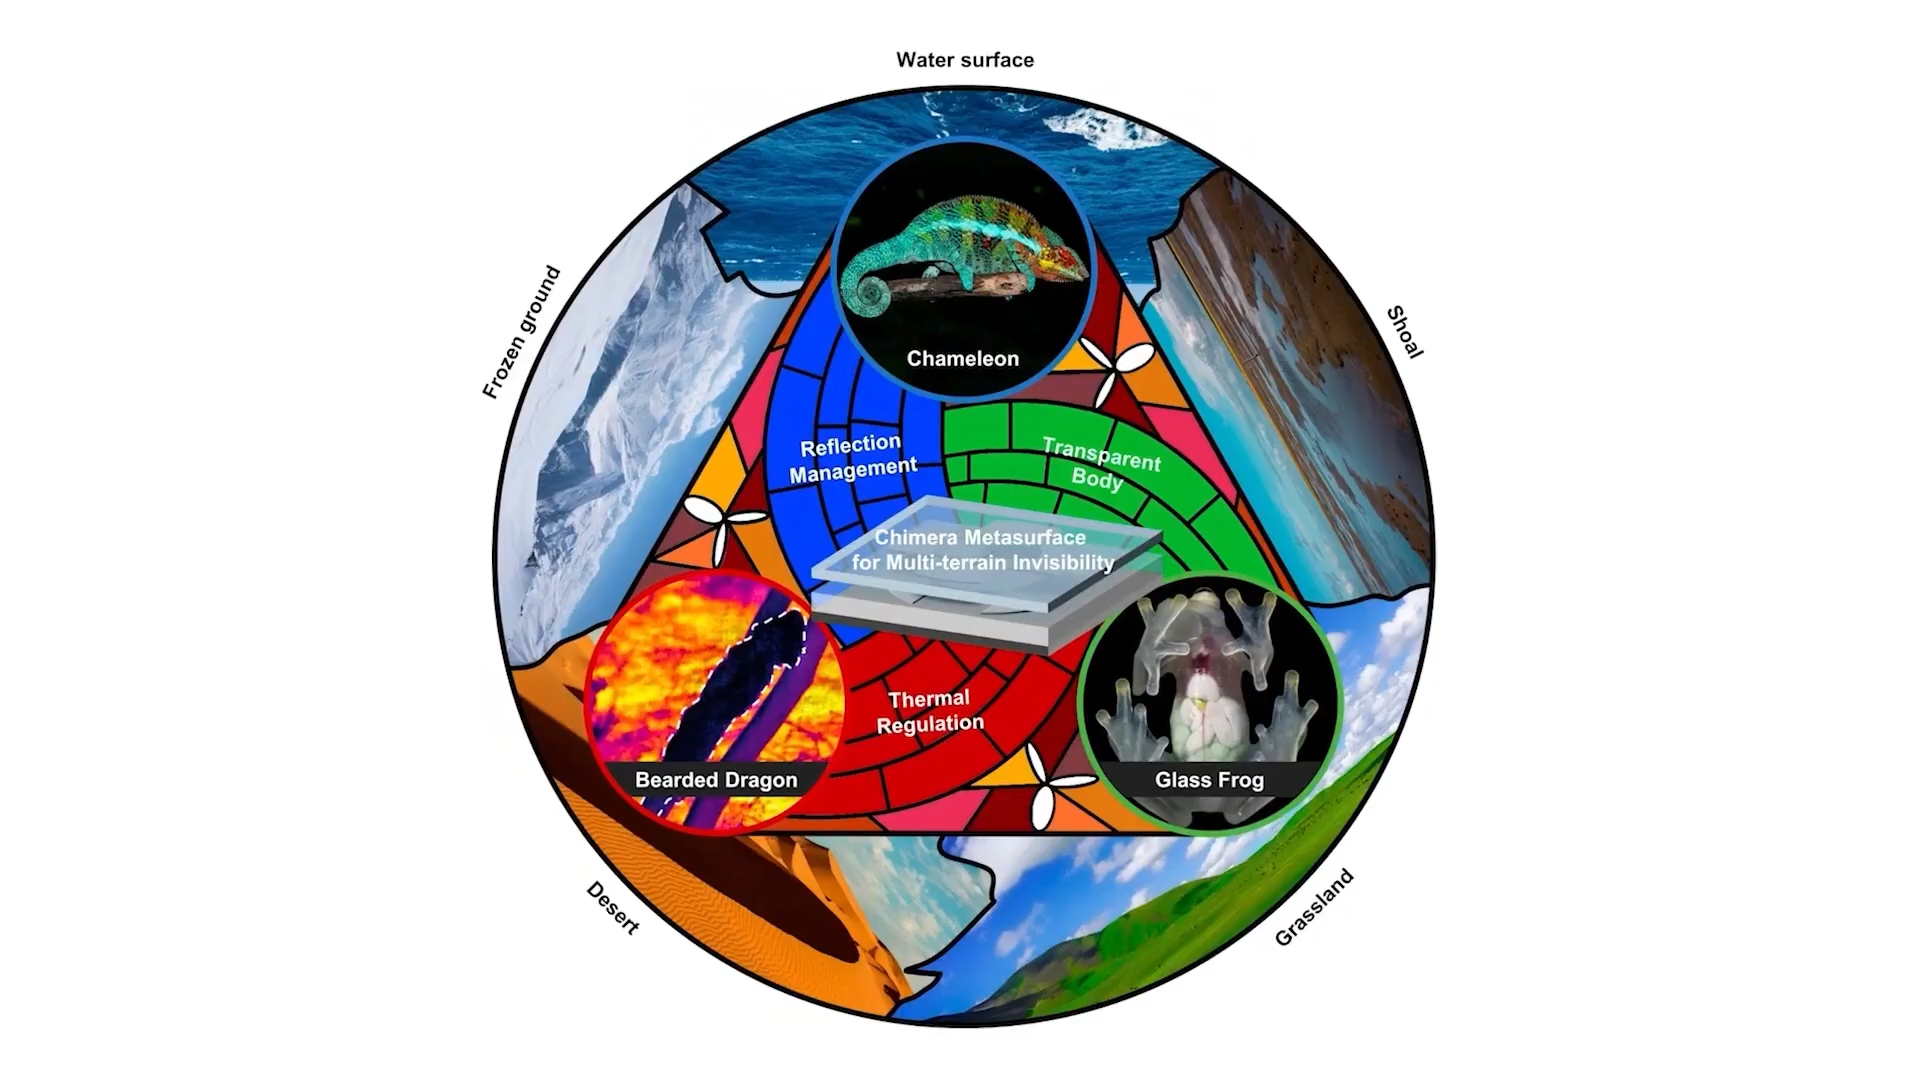 Water surface
Frozen ground
Shoal
Chameleon
Reflection
Management
Transparent
Body
Chimera Metasurface
for Multi-terrain Invisibility
Thermal
Regulation
Bearded Dragon
Glass Frog
Desert
Grassland